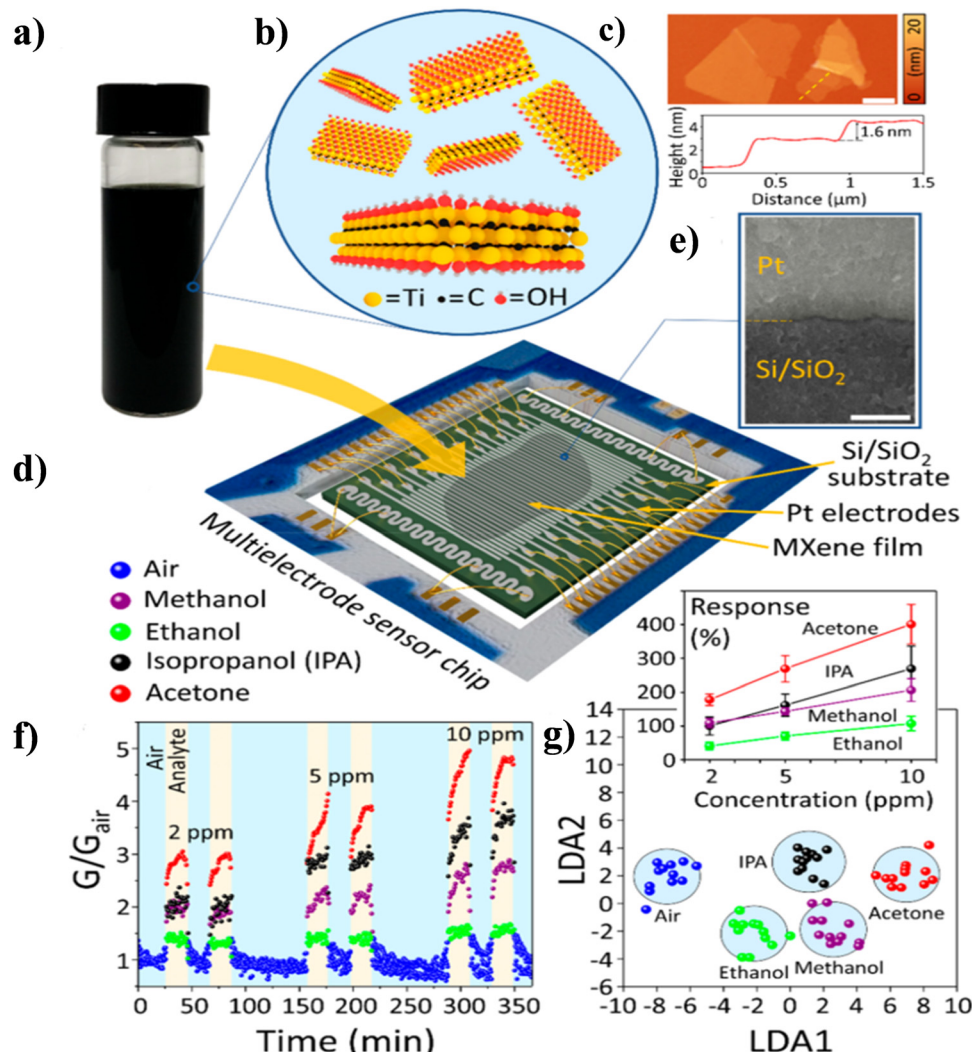 a)
b)
=Ti =C =OH
c)
0 (nm) 20
Height (nm)
4
2
0
1.6 nm
0 0.5 1 1.5
Distance (μm)
e)
Pt
Si/SiO₂
d)
Multielectrode sensor chip
Si/SiO₂
substrate
Pt electrodes
MXene film
Air
Methanol
Ethanol
Isopropanol (IPA)
Acetone
f)
G/Gair
5
4
3
2
1
Air
Analyte
2 ppm
5 ppm
10 ppm
0 50 100 150 200 250 300 350
Time (min)
g)
Response
(%)
400
300
200
100
Acetone
IPA
Methanol
Ethanol
2 5 10
Concentration (ppm)
LDA2
14
12
10
8
6
4
2
0
-2
-4
-6
Air
IPA
Acetone
Ethanol
Methanol
-10 -8 -6 -4 -2 0 2 4 6 8 10
LDA1